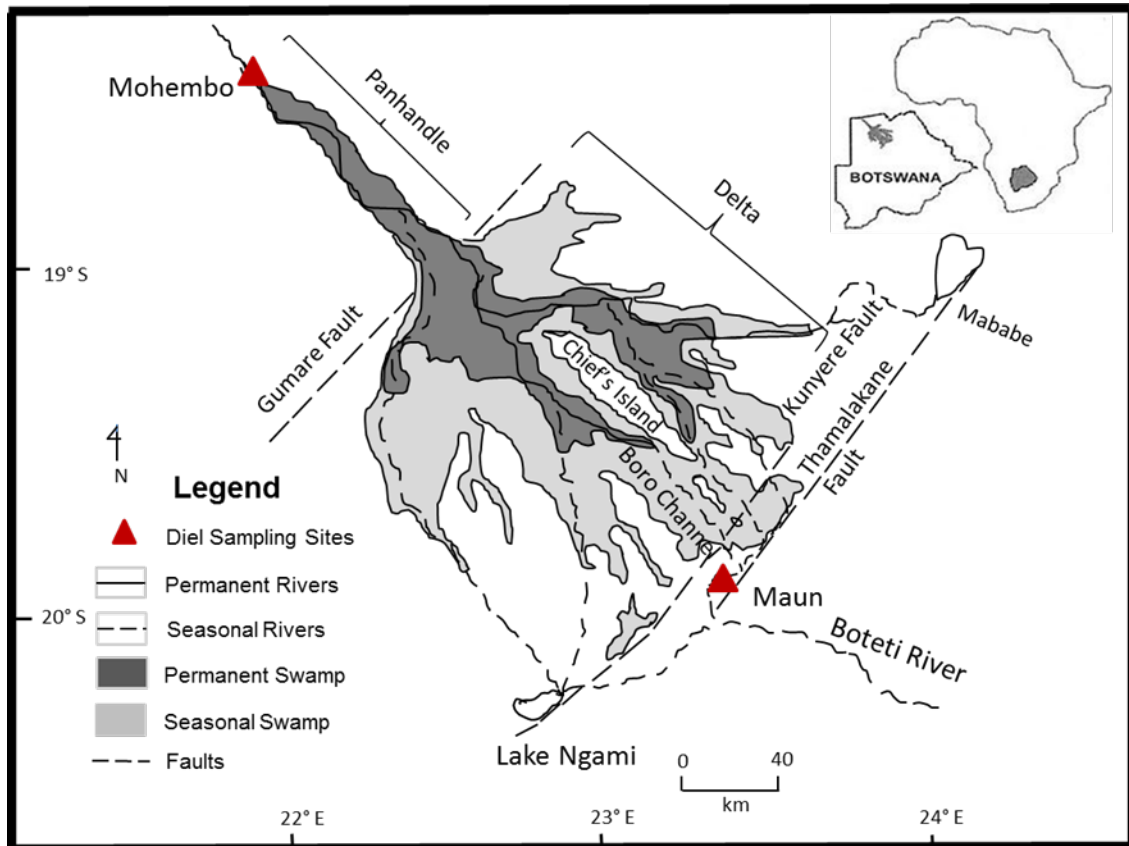 Mohembo
Panhandle
Delta
BOTSWANA
19° S
Gumare Fault
Chief's Island
Kunyere Fault
Mababe
Thamalakane
Fault
Boro Channe
N
Maun
20° S
Boteti River
Lake Ngami
Legend
Diel Sampling Sites
Permanent Rivers
Seasonal Rivers
Permanent Swamp
Seasonal Swamp
Faults
0
40
km
22° E
23° E
24° E